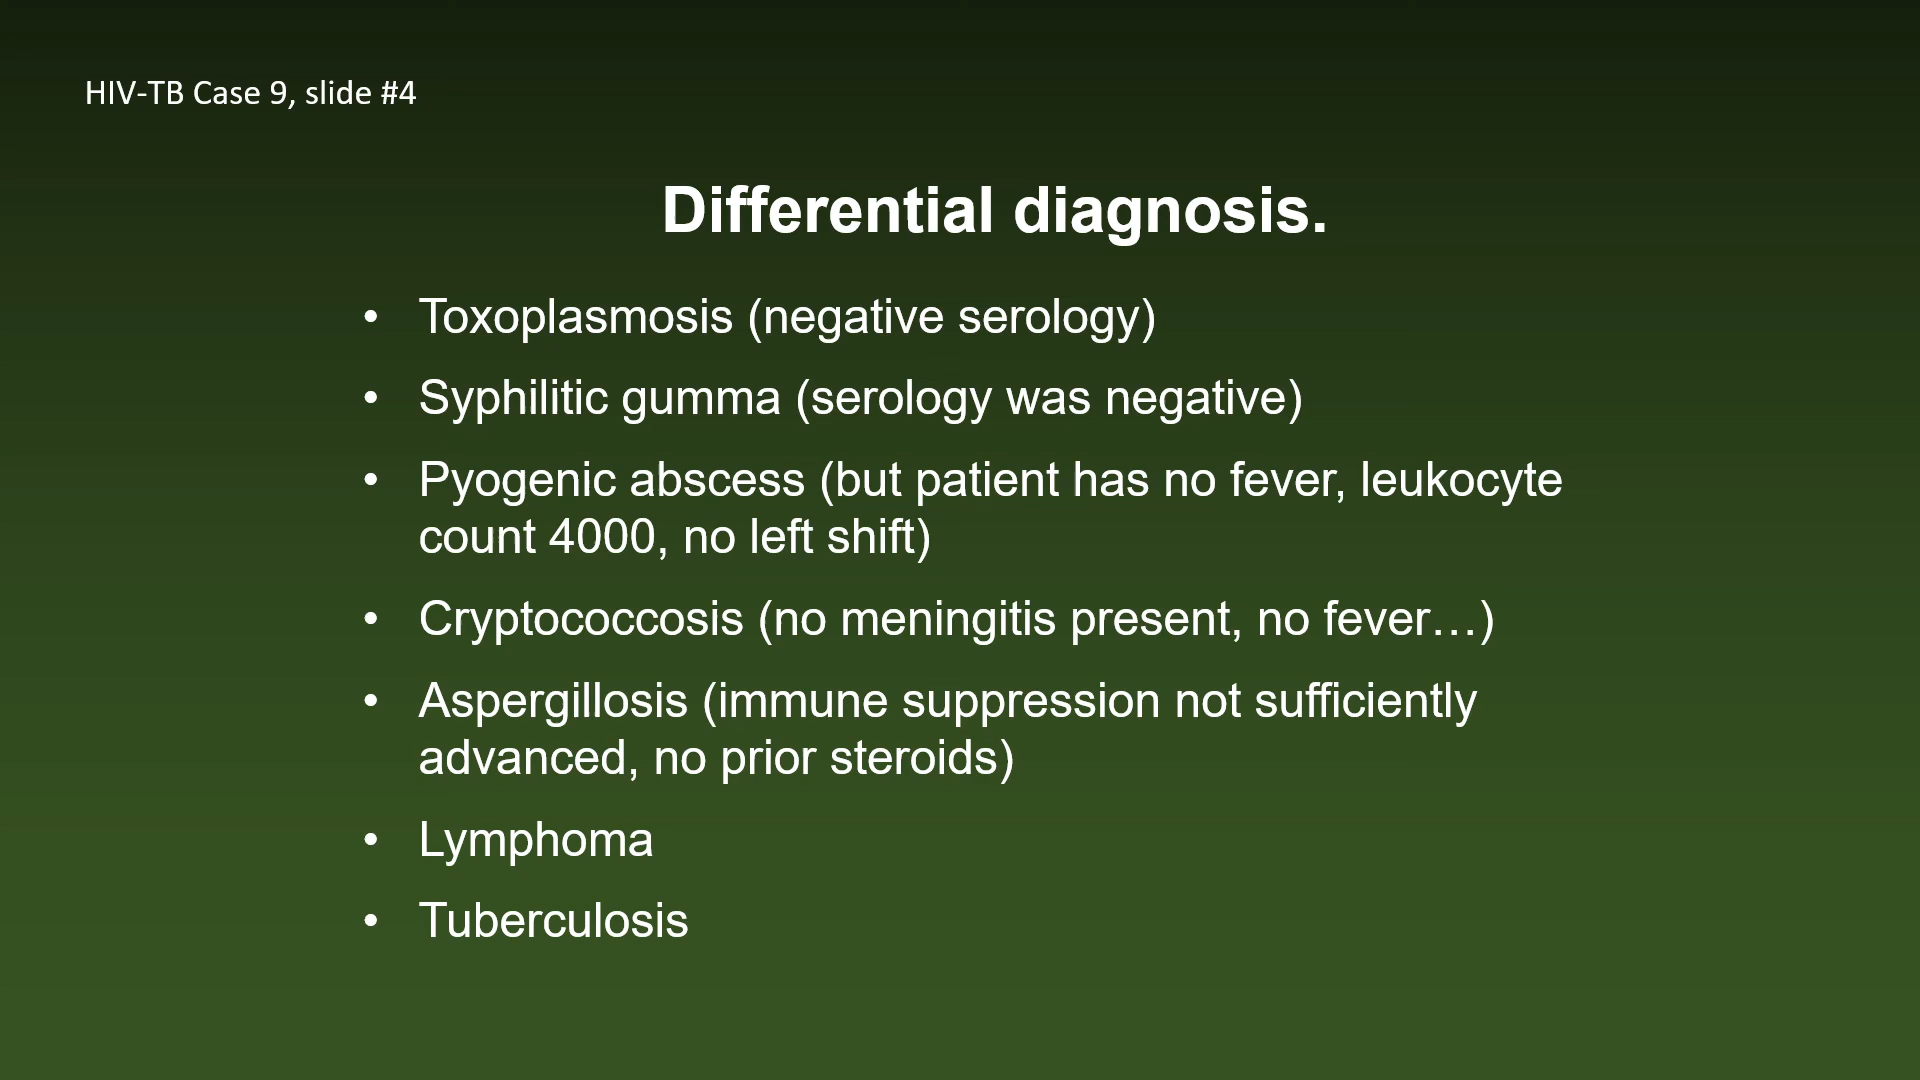 HIV-TB Case 9, slide #4
Differential diagnosis.
• Toxoplasmosis (negative serology)
• Syphilitic gumma (serology was negative)
• Pyogenic abscess (but patient has no fever, leukocyte
count 4000, no left shift)
• Cryptococcosis (no meningitis present, no fever…)
• Aspergillosis (immune suppression not sufficiently
advanced, no prior steroids)
• Lymphoma
• Tuberculosis